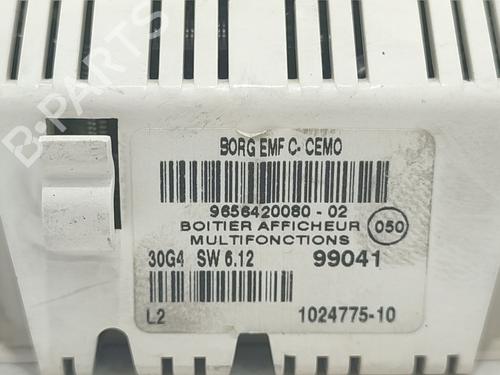 B-PARTS
BORG EMF C- CEMO
9656420080 - 02
BOITIER AFFICHEUR
MULTIFONCTIONS
050
30G4 SW 6.12 99041
L2 1024775-10